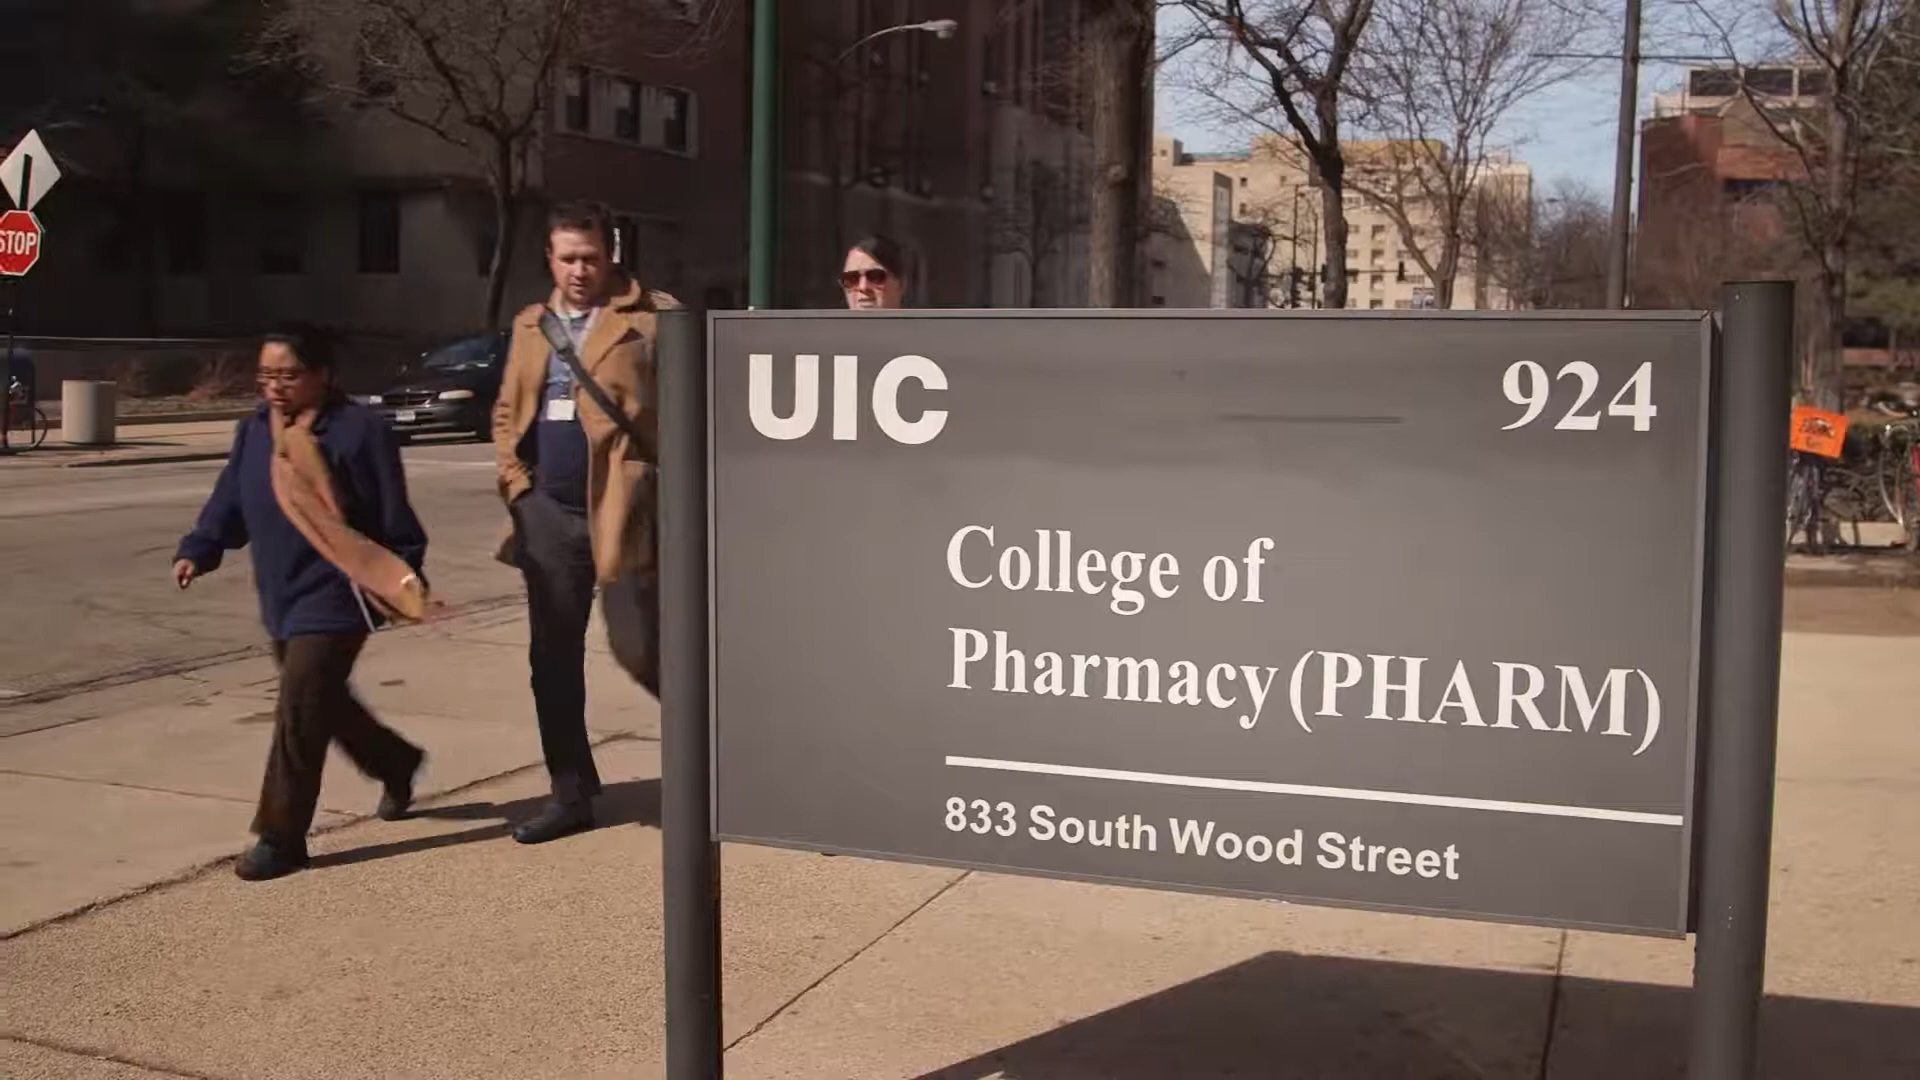 STOP
UIC 924
College of
Pharmacy (PHARM)
833 South Wood Street